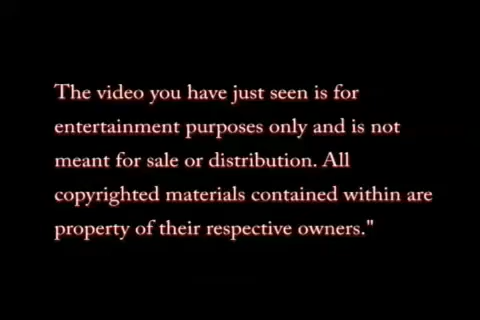 The video you have just seen is for
entertainment purposes only and is not
meant for sale or distribution. All
copyrighted materials contained within are
property of their respective owners."